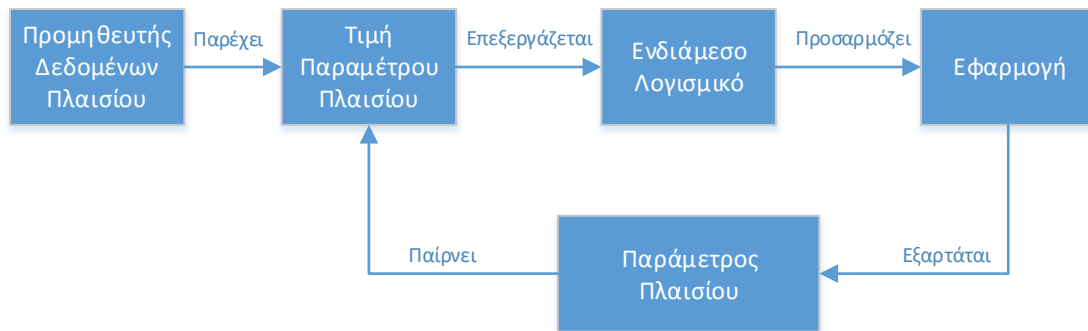 Προμηθευτής
Δεδομένων
Πλαισίου
Παρέχει
Τιμή
Παραμέτρου
Πλαισίου
Επεξεργάζεται
Ενδιάμεσο
Λογισμικό
Προσαρμόζει
Εφαρμογή
Παίρνει
Παράμετρος
Πλαισίου
Εξαρτάται